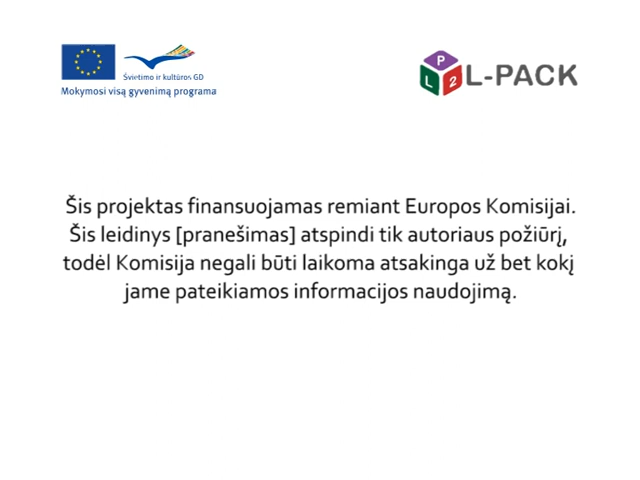 Švietimo ir kultūros GD
Mokymosi visą gyvenimą programa
P
L
2
L-PACK
Šis projektas finansuojamas remiant Europos Komisijai.
Šis leidinys [pranešimas] atspindi tik autoriaus požiūrį,
todėl Komisija negali būti laikoma atsakinga už bet kokį
jame pateikiamos informacijos naudojimą.